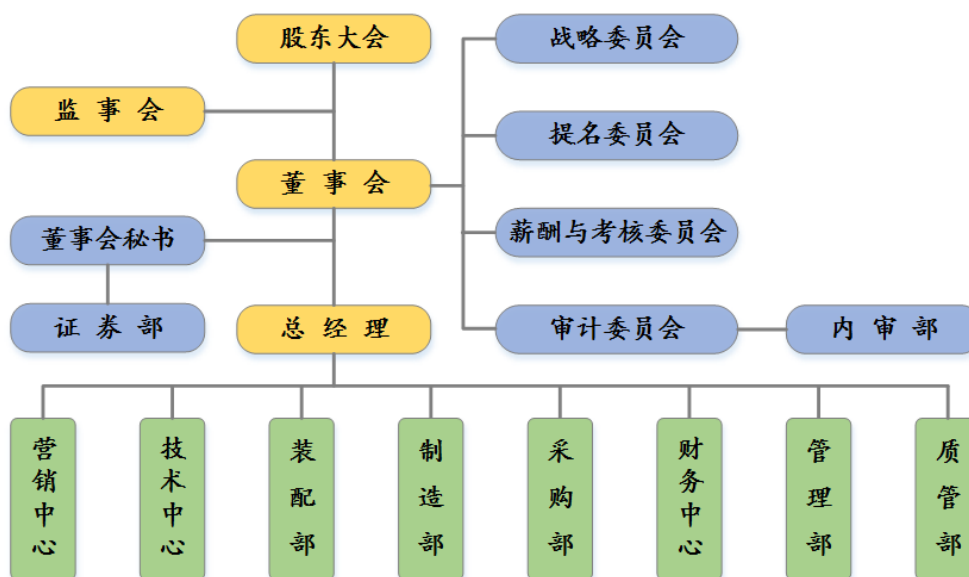 股东大会
战略委员会
监事会
提名委员会
董事会
董事会秘书
薪酬与考核委员会
证券部
总经理
审计委员会
内审部
营销中心
技术中心
装配部
制造部
采购部
财务中心
管理部
质管部